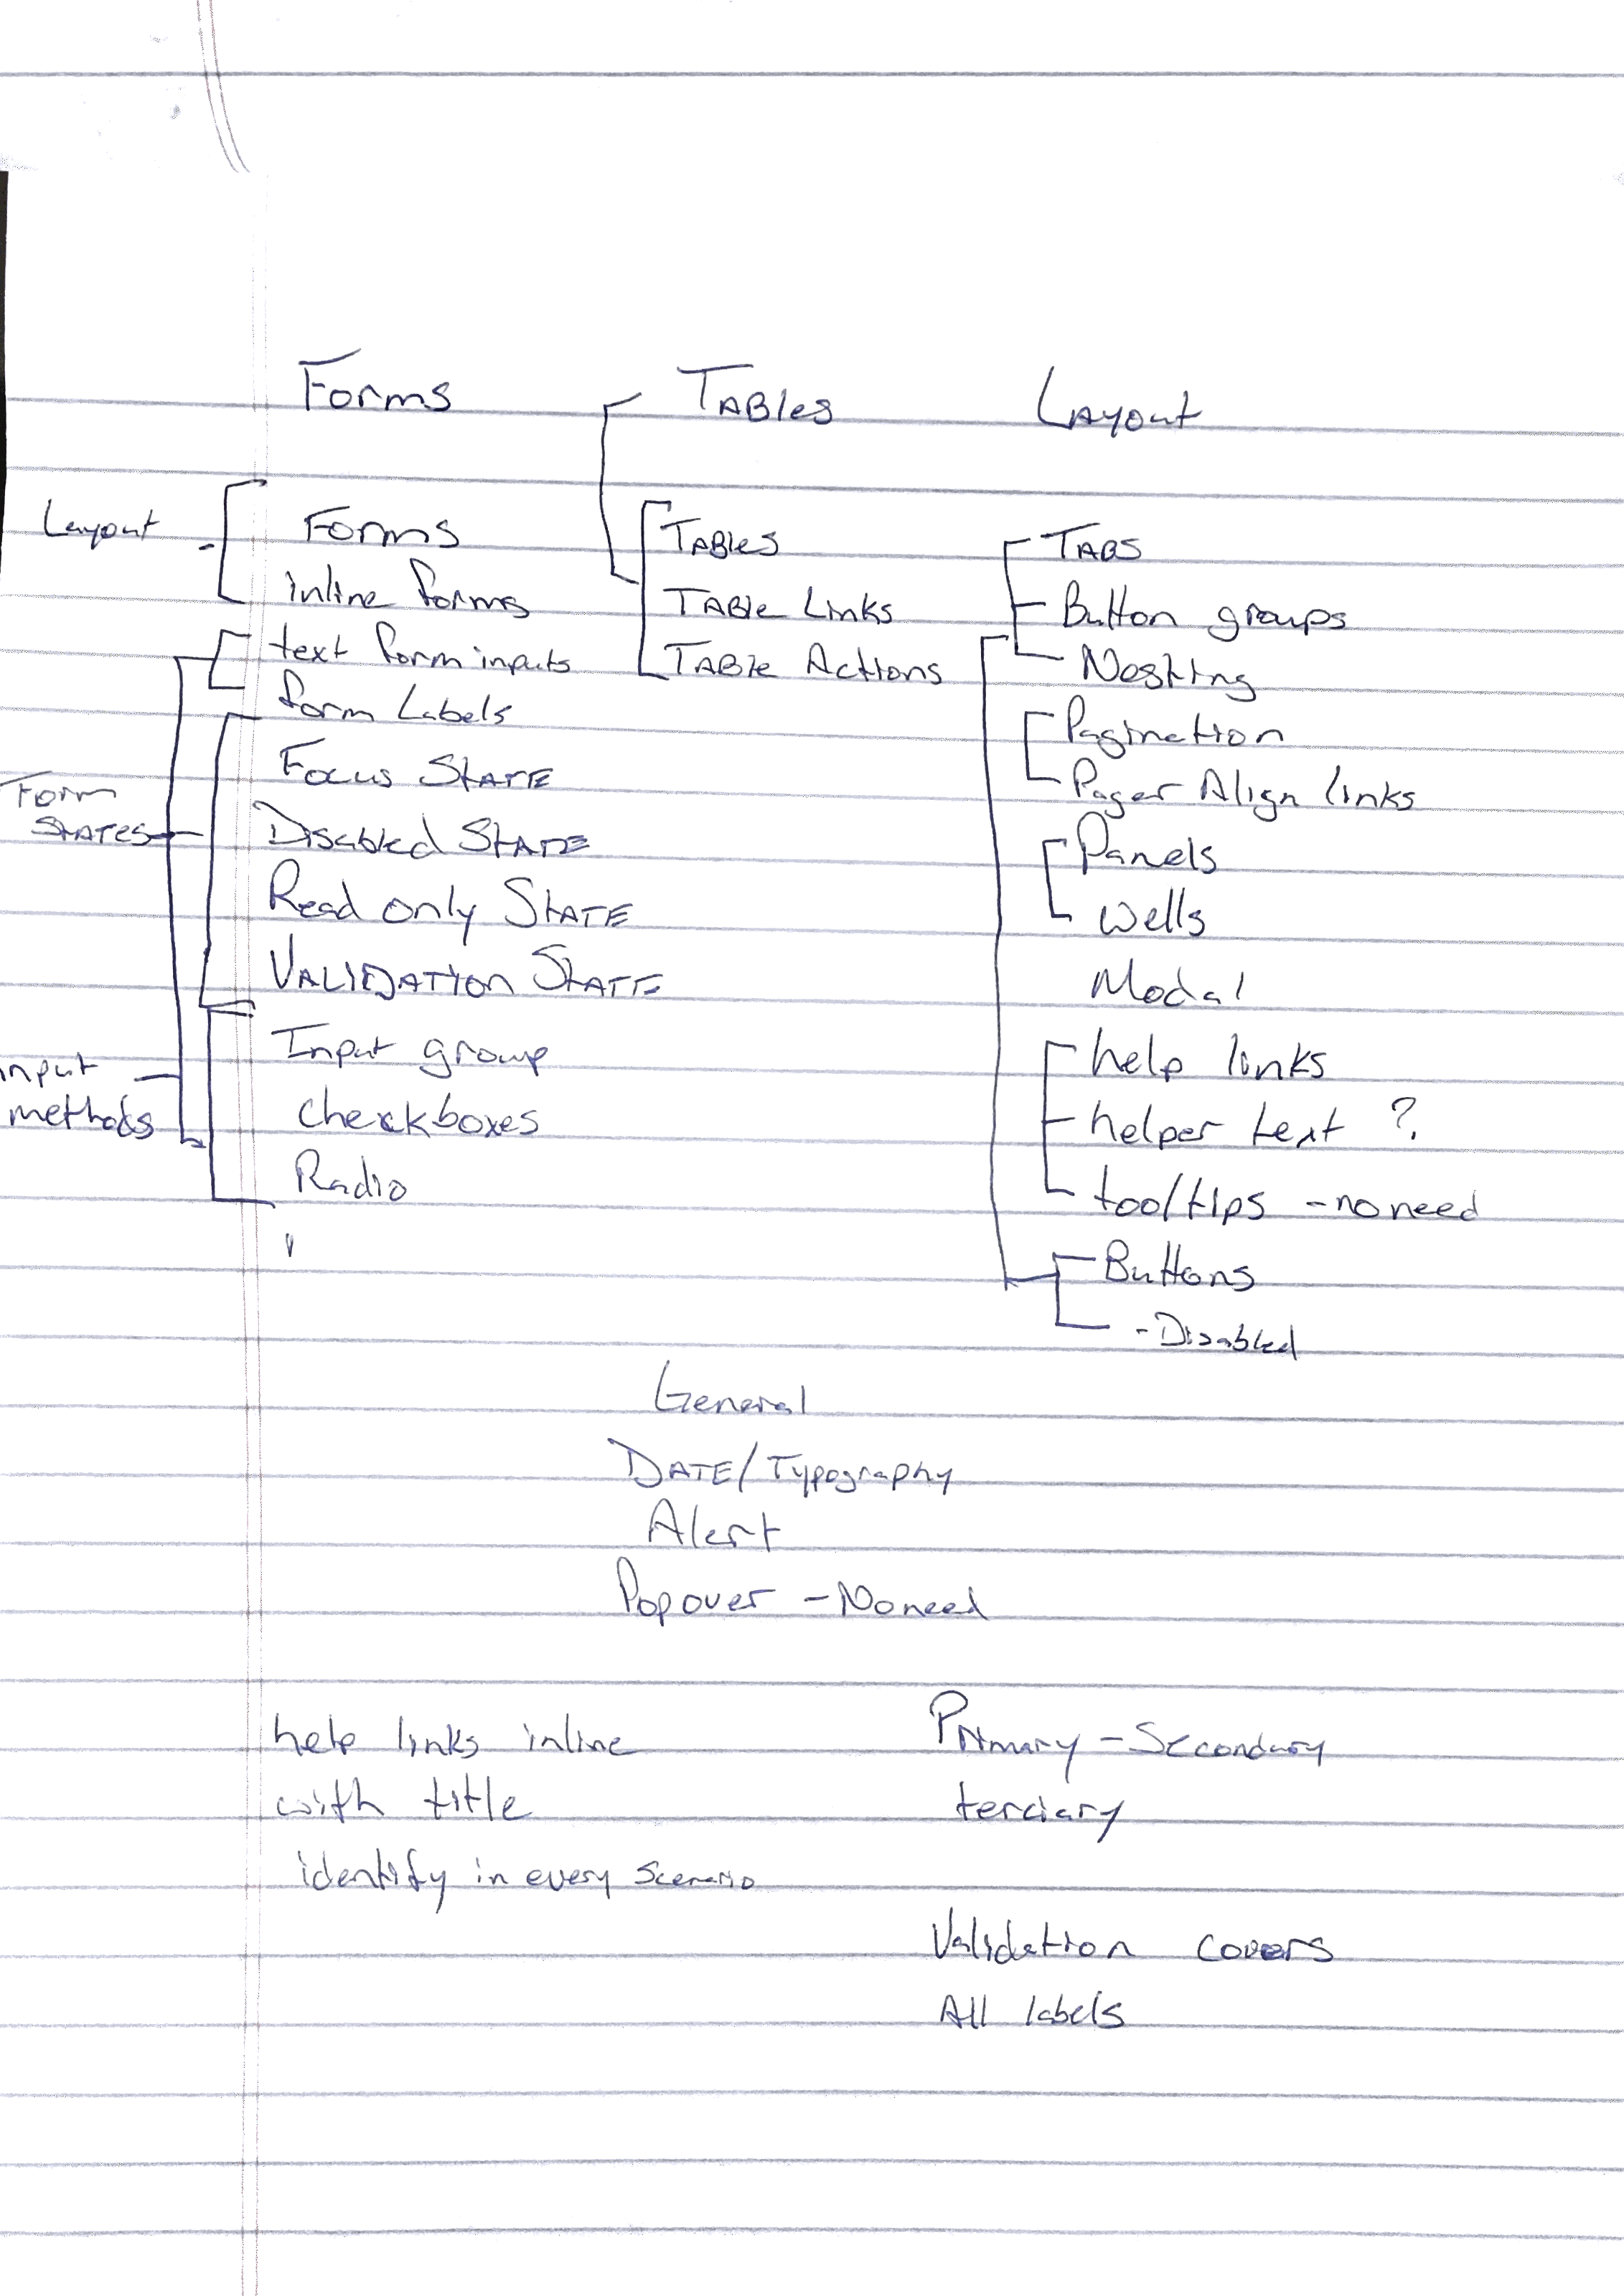 Forms
Tables
Layout
Layout
Forms
inline forms
text form inputs
form Labels
Form
States
Focus State
Disabled State
Read only State
Validation State
input
methods
Input group
checkboxes
Radio
Tables
Table Links
Table Actions
Tabs
Button groups
Neskting
Pagination
Pager Align links
Panels
Wells
Modal
help links
helper text ?
tooltips - no need
Buttons
- Disabled
General
Date/Typography
Alert
Popover - No need
help links inline
with title
identify in every scenario
Primary - Secondary
terciary
Validation covers
All labels